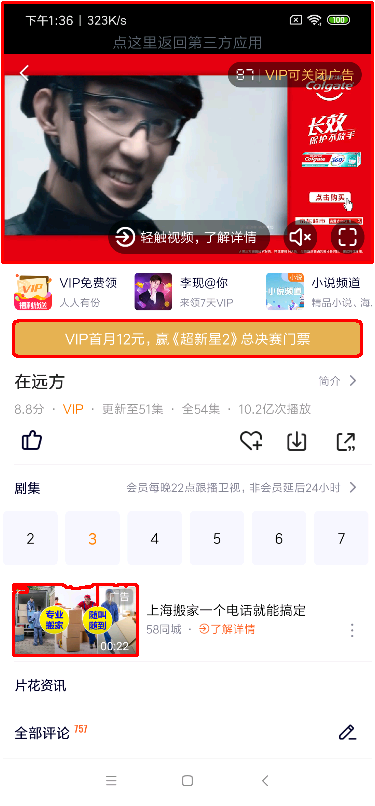 下午1:36 | 323K/s
100
点这里返回第三方应用
87 | VIP可关闭广告
Colgate
长效
保护不做手
Colgate
点击购买
轻触视频，了解详情
VIP
福利放送
VIP免费领
人人有份
李现@你
来领7天VIP
小说
小说频道
小说频道
精品小说、海
VIP首月12元，赢《超新星2》总决赛门票
在远方
简介
8.8分 · VIP · 更新至51集 · 全54集 · 10.2亿次播放
剧集
会员每晚22点跟播卫视，非会员延后24小时
2 3 4 5 6 7
广告
专业
搬家
随叫
随到
00:22
上海搬家一个电话就能搞定
58同城 · 了解详情
片花资讯
全部评论 757